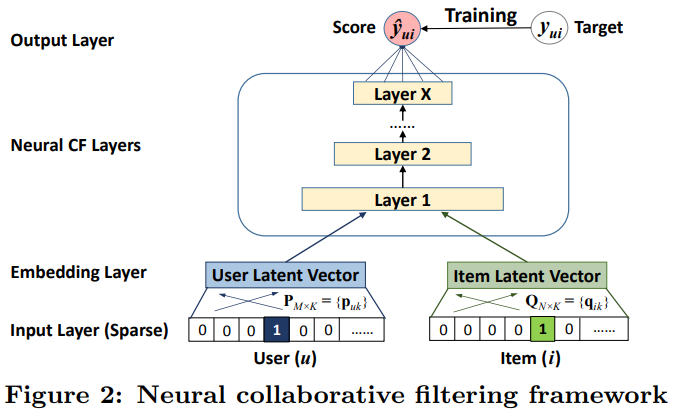 Output Layer
Score
ŷui
Training
yui
Target
Neural CF Layers
Layer X
......
Layer 2
Layer 1
Embedding Layer
User Latent Vector
Item Latent Vector
PM×K = {puk}
QN×K = {qik}
Input Layer (Sparse)
0 0 0 1 0 0 ......
0 0 0 0 1 0 ......
User (u)
Item (i)
Figure 2: Neural collaborative filtering framework